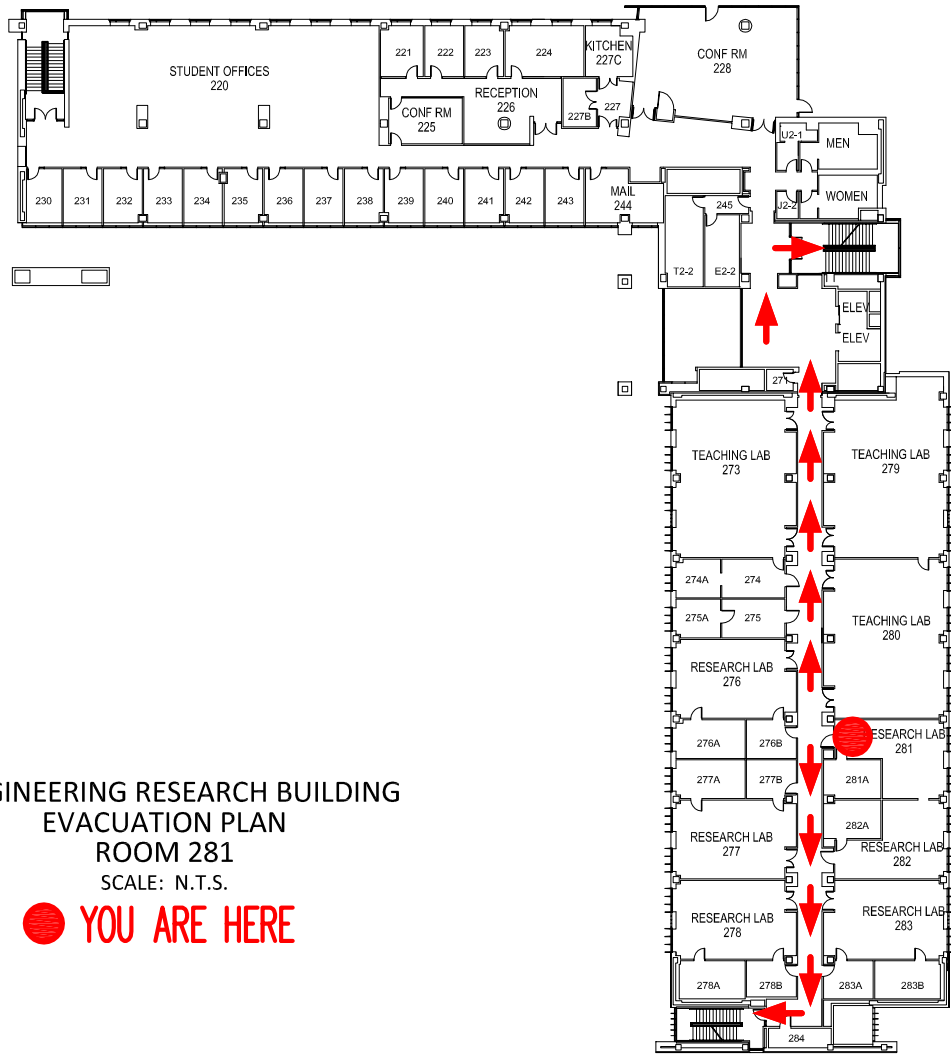 221
222
223
224
KITCHEN
227C
CONF RM
228
STUDENT OFFICES
220
RECEPTION
226
CONF RM
225
227B
227
U2-1
MEN
230
231
232
233
234
235
236
237
238
239
240
241
242
243
MAIL
244
245
J2-2
WOMEN
T2-2
E2-2
ELEV
ELEV
271
TEACHING LAB
273
TEACHING LAB
279
274A
274
275A
275
TEACHING LAB
280
RESEARCH LAB
276
276A
276B
ESEARCH LAB
281
277A
277B
281A
282A
RESEARCH LAB
277
RESEARCH LAB
282
RESEARCH LAB
278
RESEARCH LAB
283
278A
278B
283A
283B
284
GINEERING RESEARCH BUILDING
EVACUATION PLAN
ROOM 281
SCALE: N.T.S.
YOU ARE HERE